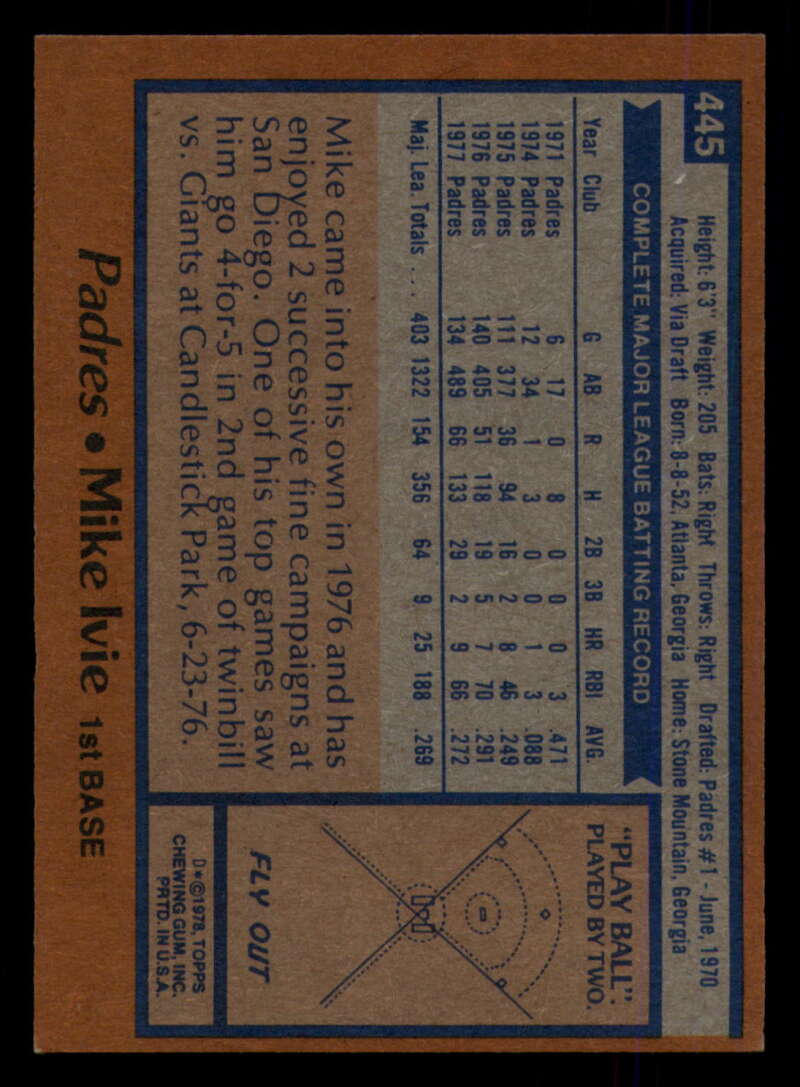 445
Height: 6'3" Weight: 205 Bats: Right Throws: Right Drafted: Padres #1 - June, 1970
Acquired: Via Draft Born: 8-8-52, Atlanta, Georgia Home: Stone Mountain, Georgia
COMPLETE MAJOR LEAGUE BATTING RECORD
Year Club G AB R H 2B 3B HR RBI AVG.
1971 Padres 6 17 0 8 0 0 0 3 .471
1974 Padres 12 34 1 3 0 0 1 3 .088
1975 Padres 111 377 36 94 16 2 8 46 .249
1976 Padres 140 405 51 118 19 5 7 70 .291
1977 Padres 134 489 66 133 29 2 9 66 .272
Maj. Lea. Totals . . . 403 1322 154 356 64 9 25 188 .269
Mike came into his own in 1976 and has
enjoyed 2 successive fine campaigns at
San Diego. One of his top games saw
him go 4-for-5 in 2nd game of twinbill
vs. Giants at Candlestick Park, 6-23-76.
"PLAY BALL".
PLAYED BY TWO.
FLY OUT
D*©1978, TOPPS
CHEWING GUM, INC.
PRTD. IN U.S.A.
Padres • Mike Ivie 1st BASE